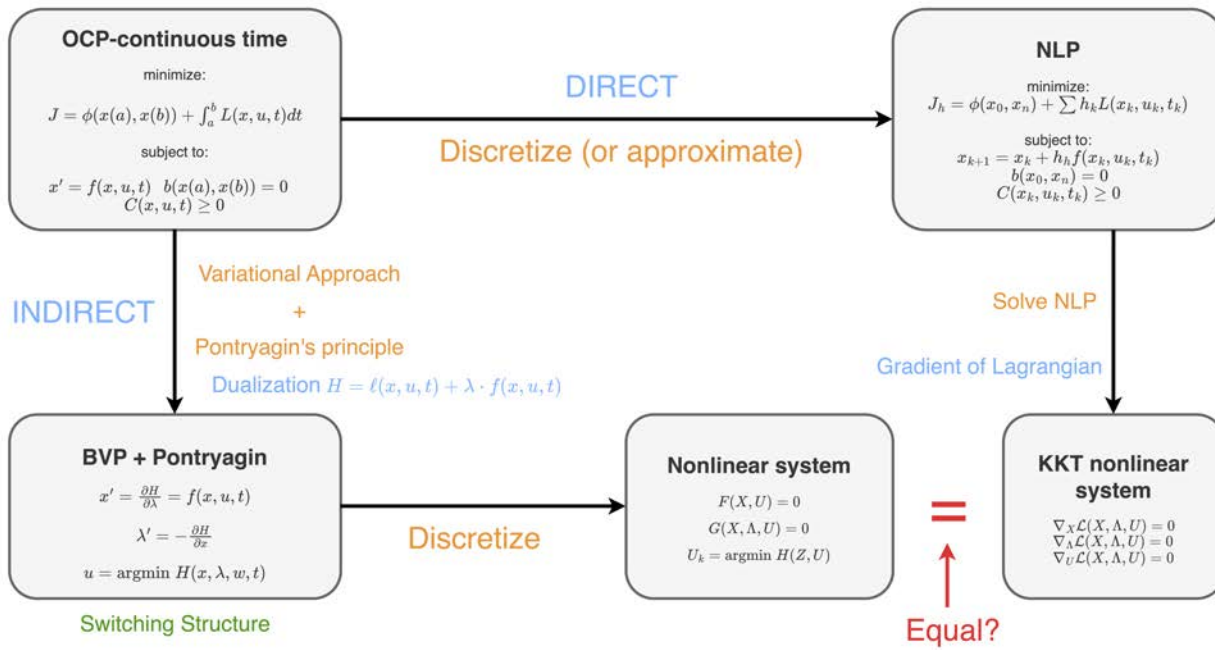 OCP-continuous time
minimize:
J = ϕ(x(a), x(b)) + ∫_a^b L(x, u, t)dt
subject to:
x′ = f(x, u, t)   b(x(a), x(b)) = 0
C(x, u, t) ≥ 0
DIRECT
Discretize (or approximate)
NLP
minimize:
J_h = ϕ(x_0, x_n) + ∑ h_k L(x_k, u_k, t_k)
subject to:
x_{k+1} = x_k + h_h f(x_k, u_k, t_k)
b(x_0, x_n) = 0
C(x_k, u_k, t_k) ≥ 0
INDIRECT
Variational Approach
+
Pontryagin's principle
Dualization H = ℓ(x, u, t) + λ · f(x, u, t)
Solve NLP
Gradient of Lagrangian
BVP + Pontryagin
x′ = ∂H/∂λ = f(x, u, t)
λ′ = −∂H/∂x
u = argmin H(x, λ, w, t)
Switching Structure
Discretize
Nonlinear system
F(X, U) = 0
G(X, Λ, U) = 0
U_k = argmin H(Z, U)
=
Equal?
KKT nonlinear
system
∇_X ℒ(X, Λ, U) = 0
∇_Λ ℒ(X, Λ, U) = 0
∇_U ℒ(X, Λ, U) = 0